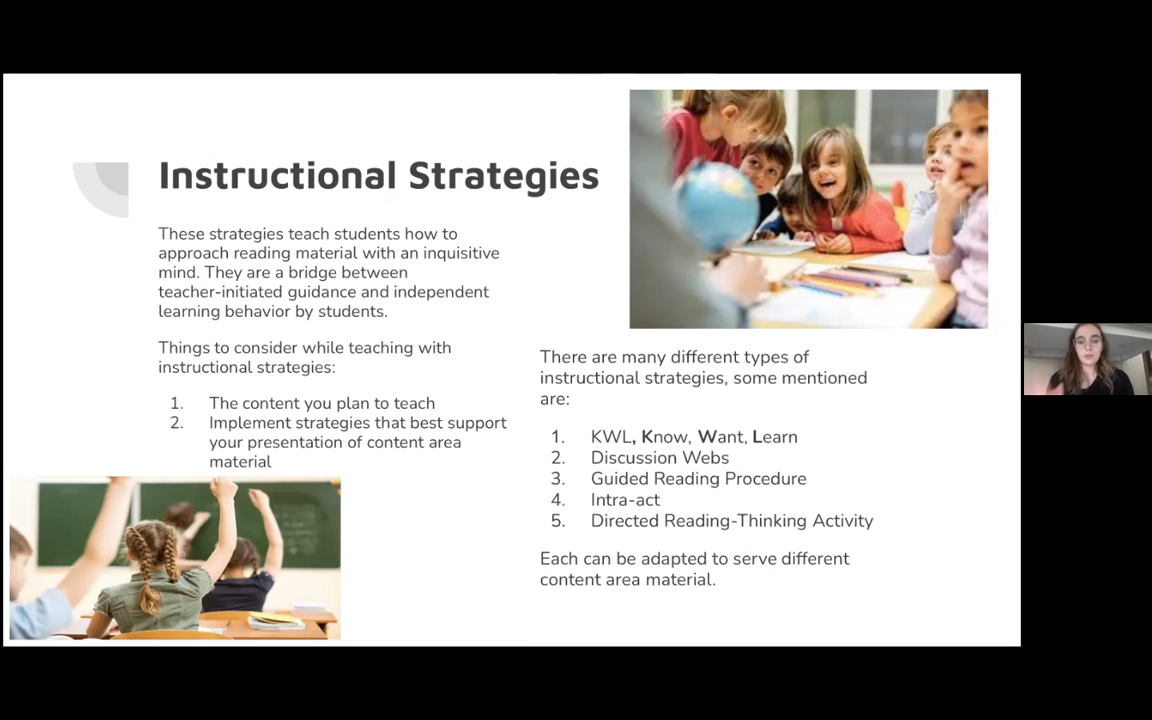 Instructional Strategies
These strategies teach students how to
approach reading material with an inquisitive
mind. They are a bridge between
teacher-initiated guidance and independent
learning behavior by students.
Things to consider while teaching with
instructional strategies:
1. The content you plan to teach
2. Implement strategies that best support
your presentation of content area
material
There are many different types of
instructional strategies, some mentioned
are:
1. KWL, Know, Want, Learn
2. Discussion Webs
3. Guided Reading Procedure
4. Intra-act
5. Directed Reading-Thinking Activity
Each can be adapted to serve different
content area material.